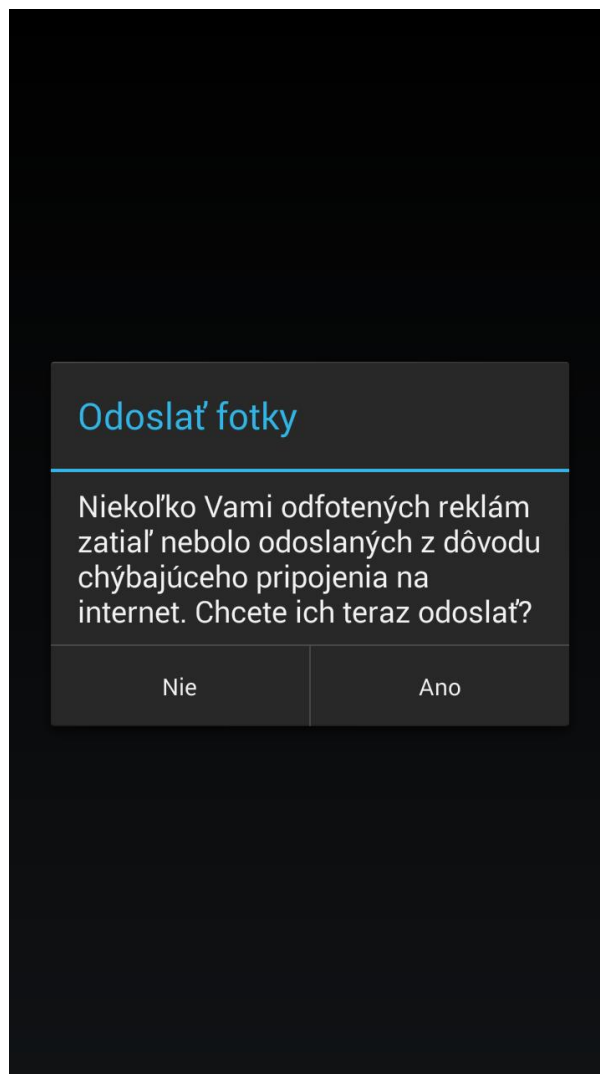 Odoslať fotky
Niekoľko Vami odfotených reklám
zatiaľ nebolo odoslaných z dôvodu
chýbajúceho pripojenia na
internet. Chcete ich teraz odoslať?
Nie
Ano